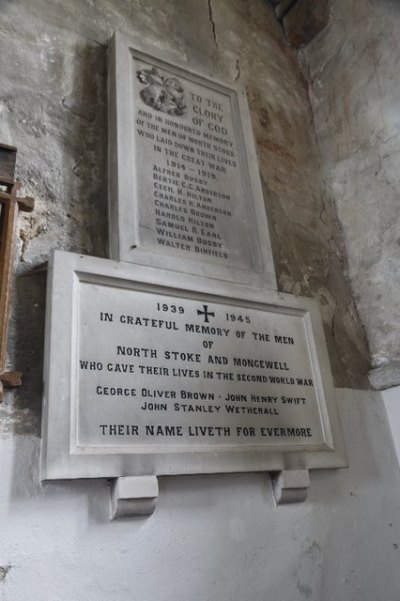 TO THE
GLORY
OF GOD
AND IN HONOURED MEMORY
OF THE MEN OF NORTH STOKE
WHO LAID DOWN THEIR LIVES
IN THE GREAT WAR
1914 - 1919.
ALFRED BUSBY
BERTIE C.C. ANDERSON
CECIL H. HILTON
CHARLES H. ANDERSON
CHARLES BROWN
HAROLD HILTON
SAMUEL R. EARL
WILLIAM BUSBY
WALTER BINFIELD
1939 1945
IN GRATEFUL MEMORY OF THE MEN
OF
NORTH STOKE AND MONGEWELL
WHO GAVE THEIR LIVES IN THE SECOND WORLD WAR
GEORGE OLIVER BROWN · JOHN HENRY SWIFT
JOHN STANLEY WETHERALL
THEIR NAME LIVETH FOR EVERMORE